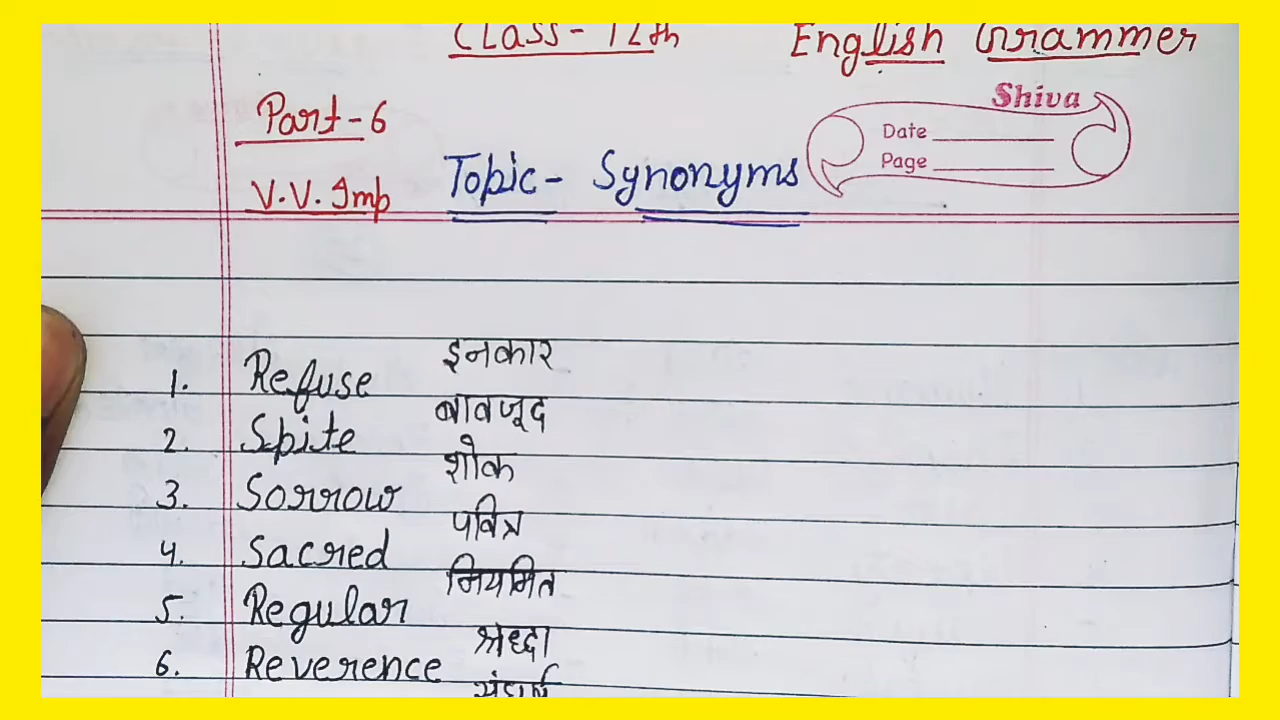 Class-12th English Grammer
Part-6
Shiva
Date
Page
V.V. Imp Topic- Synonyms
1. Refuse इनकार
2. Spite बावजूद
3. Sorrow शोक
4. Sacred पवित्र
5. Regular नियमित
6. Reverence श्रध्दा